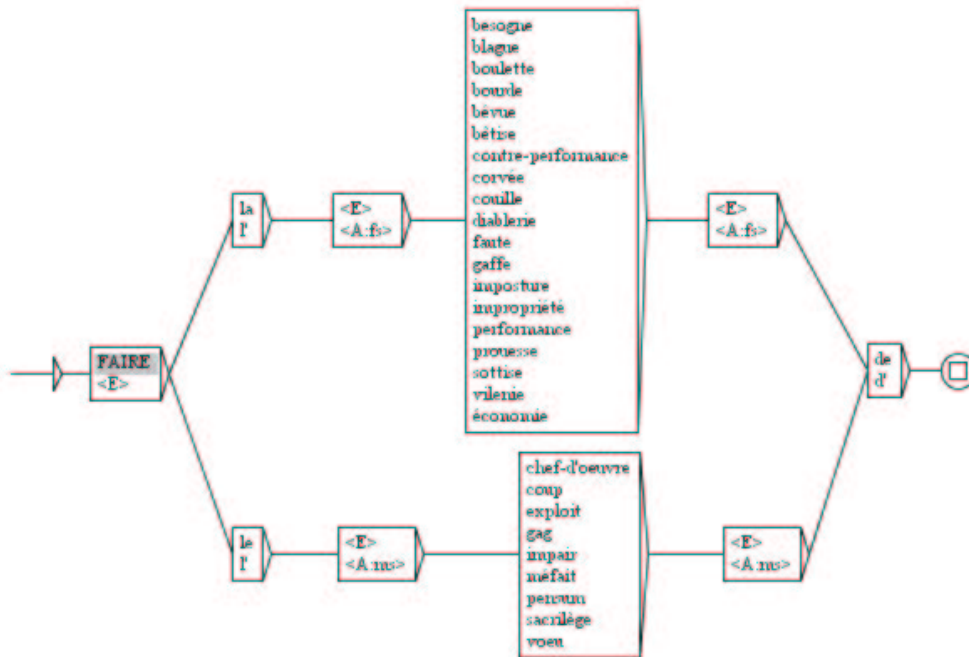 FAIRE
<E>
la
l'
<E>
<A:fs>
besogne
blague
boulette
bourde
bévue
bêtise
contre-performance
corvée
couille
diablerie
faute
gaffe
imposture
impropriété
performance
prouesse
sottise
vilenie
économie
<E>
<A:fs>
le
l'
<E>
<A:ms>
chef-d'oeuvre
coup
exploit
gag
impair
méfait
pensum
sacrilège
voeu
<E>
<A:ms>
de
d'